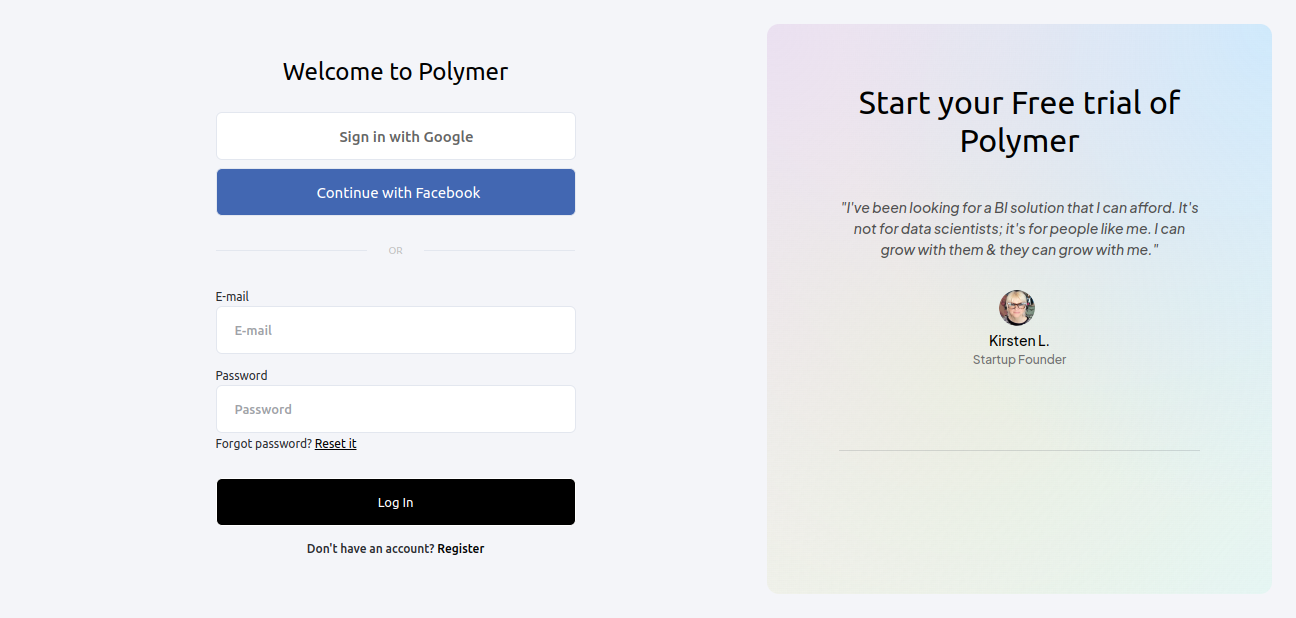 Welcome to Polymer
Sign in with Google
Continue with Facebook
OR
E-mail
E-mail
Password
Password
Forgot password? Reset it
Log In
Don't have an account? Register
Start your Free trial of
Polymer
"I've been looking for a BI solution that I can afford. It's
not for data scientists; it's for people like me. I can
grow with them & they can grow with me."
Kirsten L.
Startup Founder